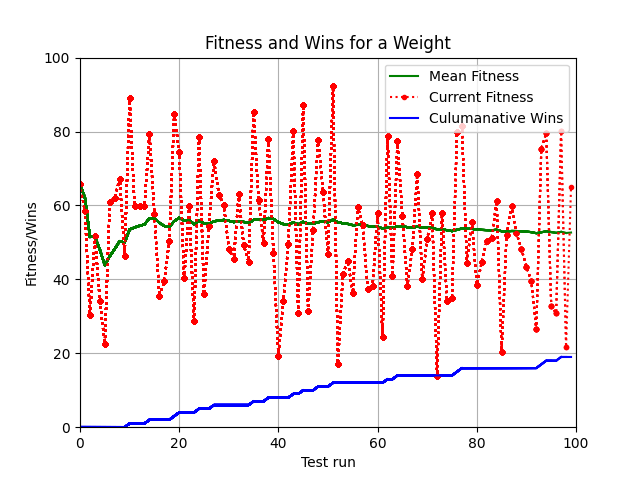 Fitness and Wins for a Weight
Mean Fitness
Current Fitness
Culumanative Wins
100
80
60
40
20
0
Fitness/Wins
0 20 40 60 80 100
Test run